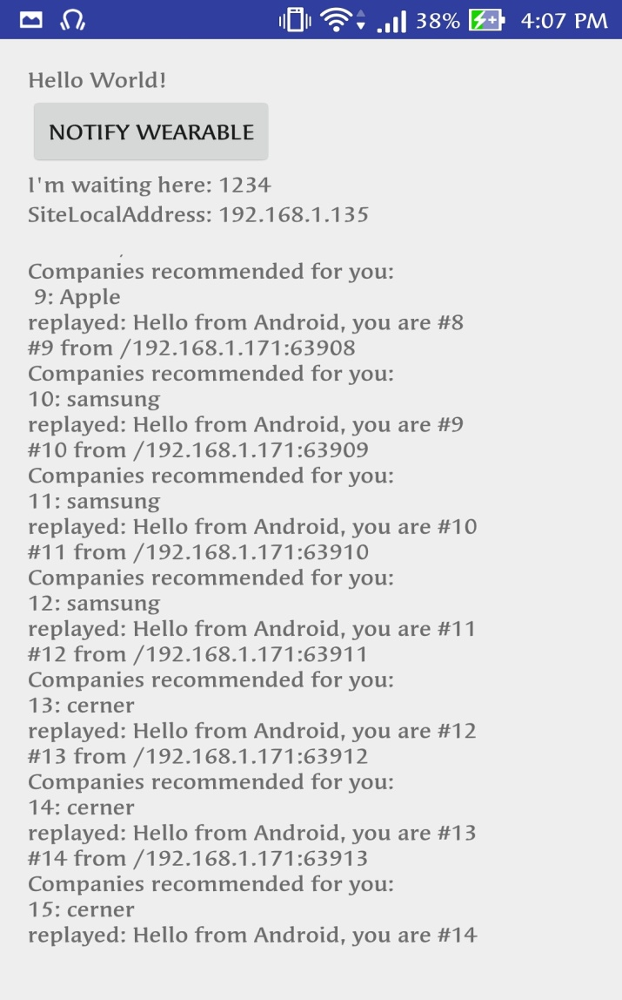 38% 4:07 PM
Hello World!
NOTIFY WEARABLE
I'm waiting here: 1234
SiteLocalAddress: 192.168.1.135
Companies recommended for you:
9: Apple
replayed: Hello from Android, you are #8
#9 from /192.168.1.171:63908
Companies recommended for you:
10: samsung
replayed: Hello from Android, you are #9
#10 from /192.168.1.171:63909
Companies recommended for you:
11: samsung
replayed: Hello from Android, you are #10
#11 from /192.168.1.171:63910
Companies recommended for you:
12: samsung
replayed: Hello from Android, you are #11
#12 from /192.168.1.171:63911
Companies recommended for you:
13: cerner
replayed: Hello from Android, you are #12
#13 from /192.168.1.171:63912
Companies recommended for you:
14: cerner
replayed: Hello from Android, you are #13
#14 from /192.168.1.171:63913
Companies recommended for you:
15: cerner
replayed: Hello from Android, you are #14